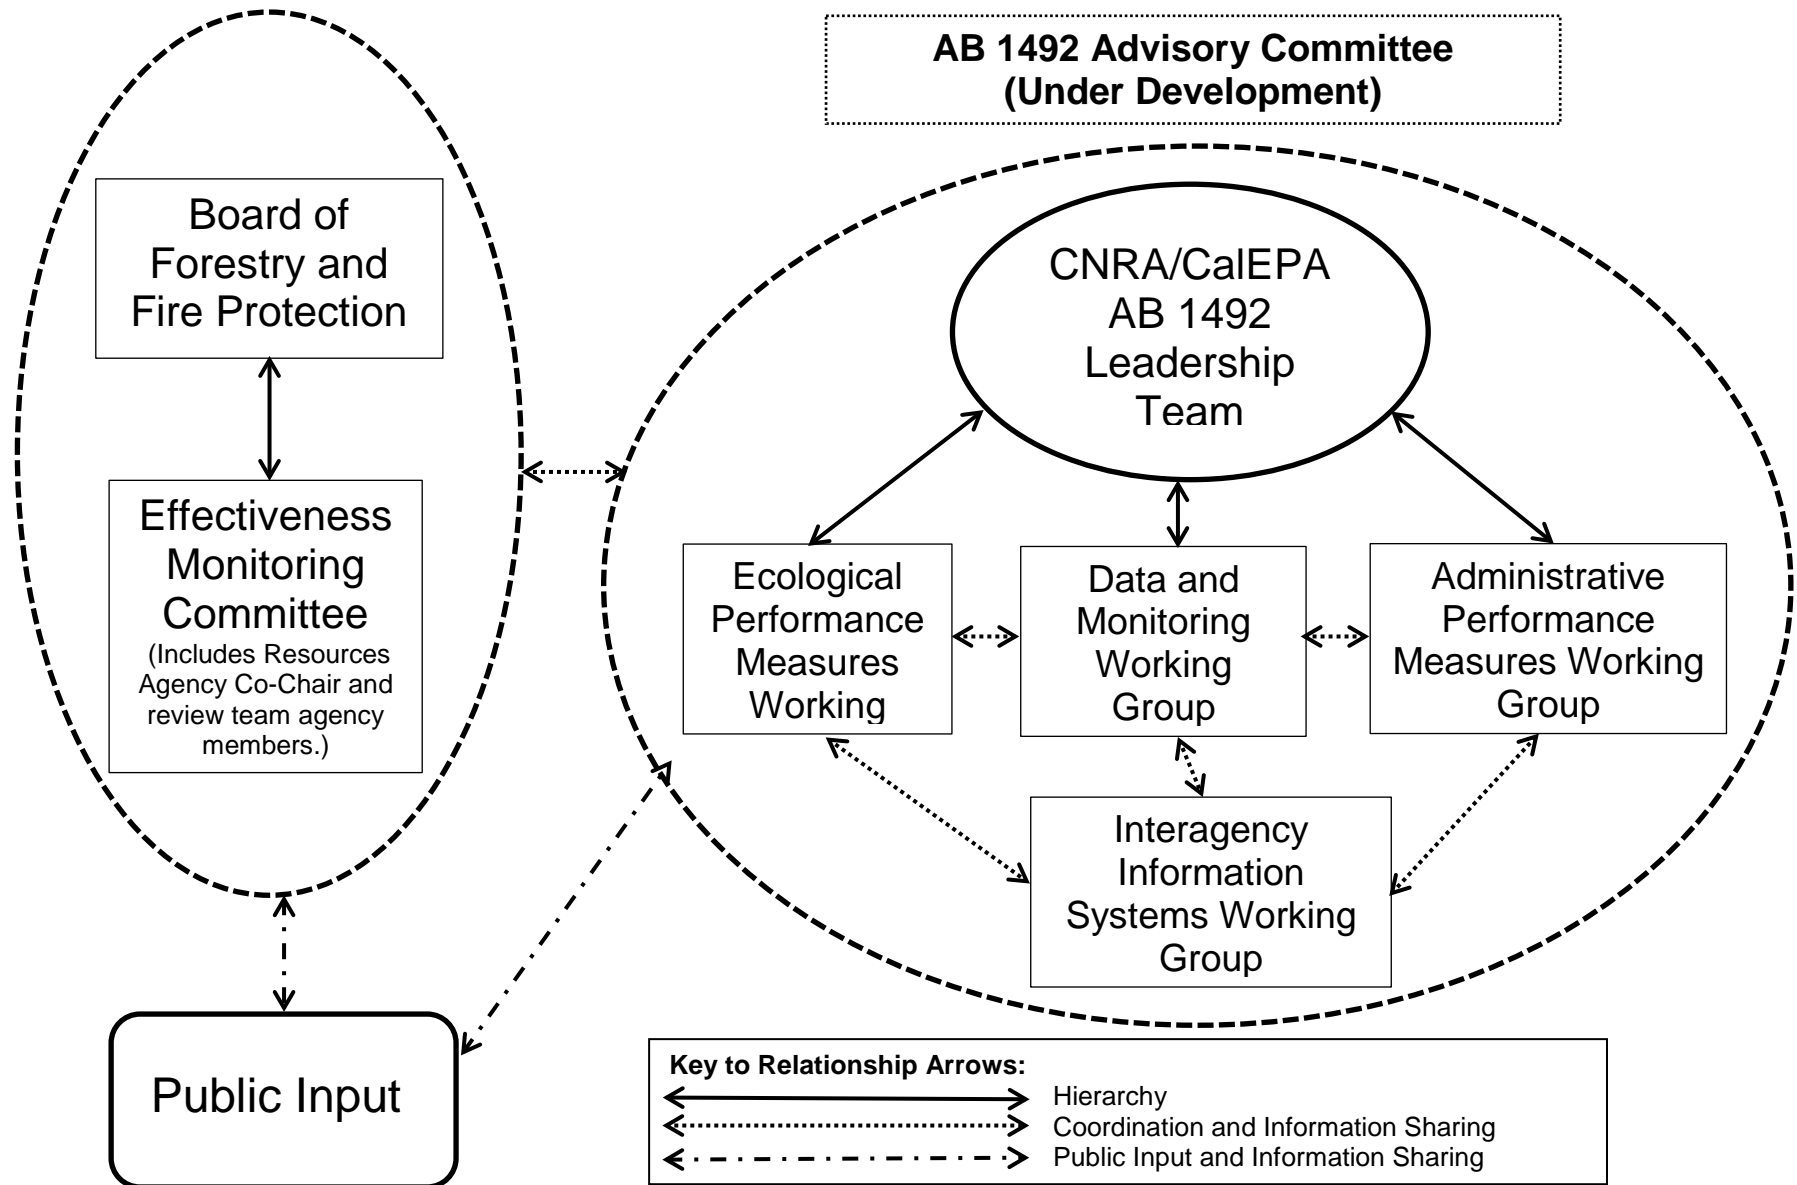 AB 1492 Advisory Committee
(Under Development)
Board of
Forestry and
Fire Protection
Effectiveness
Monitoring
Committee
(Includes Resources
Agency Co-Chair and
review team agency
members.)
CNRA/CalEPA
AB 1492
Leadership
Team
Ecological
Performance
Measures
Working
Data and
Monitoring
Working
Group
Administrative
Performance
Measures Working
Group
Interagency
Information
Systems Working
Group
Public Input
Key to Relationship Arrows:
Hierarchy
Coordination and Information Sharing
Public Input and Information Sharing